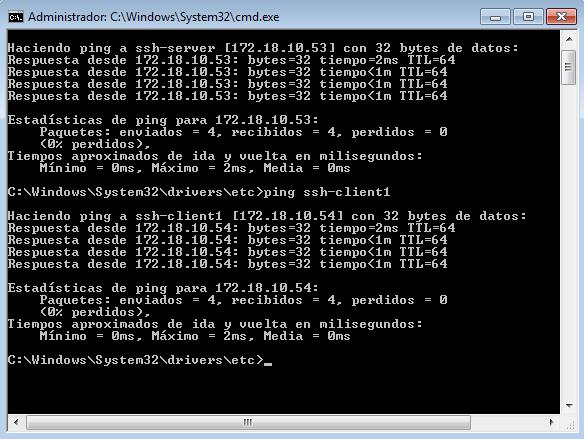 Administrador: C:\Windows\System32\cmd.exe
Haciendo ping a ssh-server [172.18.10.53] con 32 bytes de datos:
Respuesta desde 172.18.10.53: bytes=32 tiempo=2ms TTL=64
Respuesta desde 172.18.10.53: bytes=32 tiempo<1m TTL=64
Respuesta desde 172.18.10.53: bytes=32 tiempo<1m TTL=64
Respuesta desde 172.18.10.53: bytes=32 tiempo<1m TTL=64
Estadísticas de ping para 172.18.10.53:
Paquetes: enviados = 4, recibidos = 4, perdidos = 0
(0% perdidos),
Tiempos aproximados de ida y vuelta en milisegundos:
Mínimo = 0ms, Máximo = 2ms, Media = 0ms
C:\Windows\System32\drivers\etc>ping ssh-client1
Haciendo ping a ssh-client1 [172.18.10.54] con 32 bytes de datos:
Respuesta desde 172.18.10.54: bytes=32 tiempo=2ms TTL=64
Respuesta desde 172.18.10.54: bytes=32 tiempo<1m TTL=64
Respuesta desde 172.18.10.54: bytes=32 tiempo<1m TTL=64
Respuesta desde 172.18.10.54: bytes=32 tiempo<1m TTL=64
Estadísticas de ping para 172.18.10.54:
Paquetes: enviados = 4, recibidos = 4, perdidos = 0
(0% perdidos),
Tiempos aproximados de ida y vuelta en milisegundos:
Mínimo = 0ms, Máximo = 2ms, Media = 0ms
C:\Windows\System32\drivers\etc>_